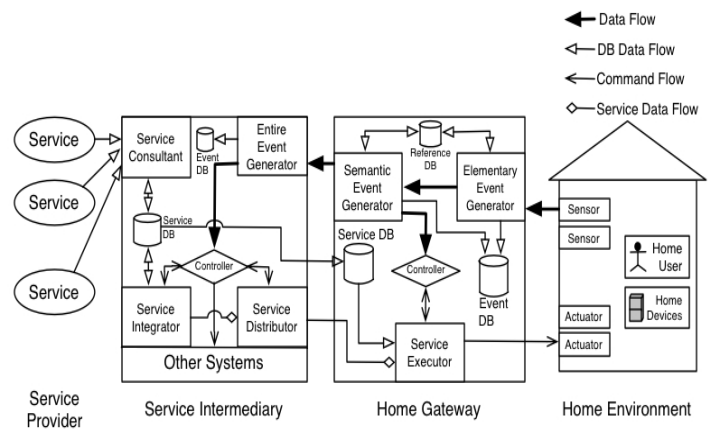 Data Flow
DB Data Flow
Command Flow
Service Data Flow
Service
Service
Service
Service
Consultant
Event
DB
Entire
Event
Generator
Service
DB
Controller
Service
Integrator
Service
Distributor
Other Systems
Reference
DB
Semantic
Event
Generator
Elementary
Event
Generator
Service DB
Controller
Event
DB
Service
Executor
Sensor
Sensor
Home
User
Home
Devices
Actuator
Actuator
Service
Provider
Service Intermediary
Home Gateway
Home Environment